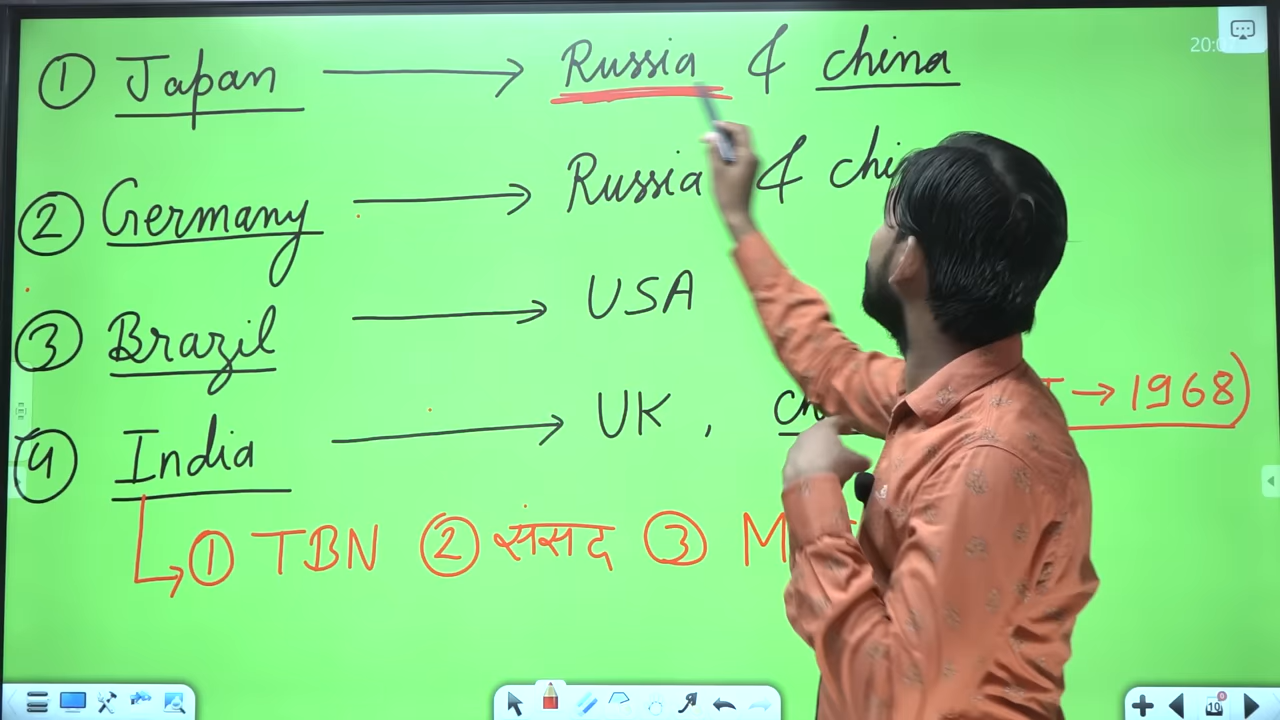 ① Japan → Russia & china
② Germany → Russia &
③ Brazil → USA
④ India → UK , → 1968)
① TBN ② संसद ③
10